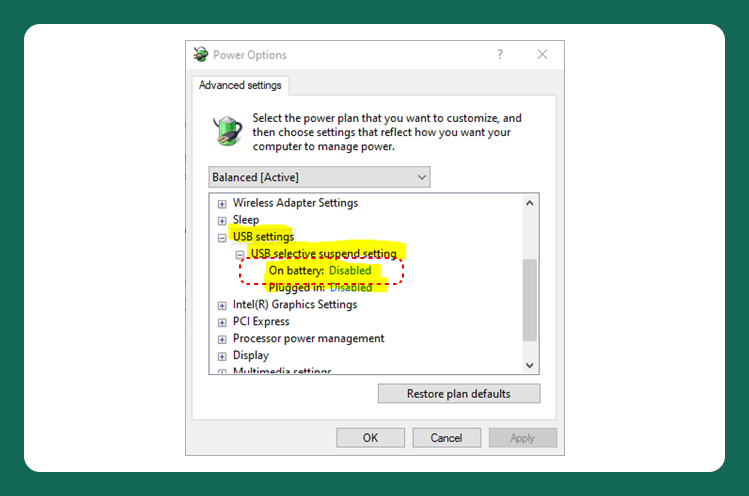 Power Options
?
Advanced settings
Select the power plan that you want to customize, and
then choose settings that reflect how you want your
computer to manage power.
Balanced [Active]
Wireless Adapter Settings
Sleep
USB settings
USB selective suspend setting
On battery: Disabled
Plugged in: Disabled
Intel(R) Graphics Settings
PCI Express
Processor power management
Display
Multimedia settings
Restore plan defaults
OK
Cancel
Apply